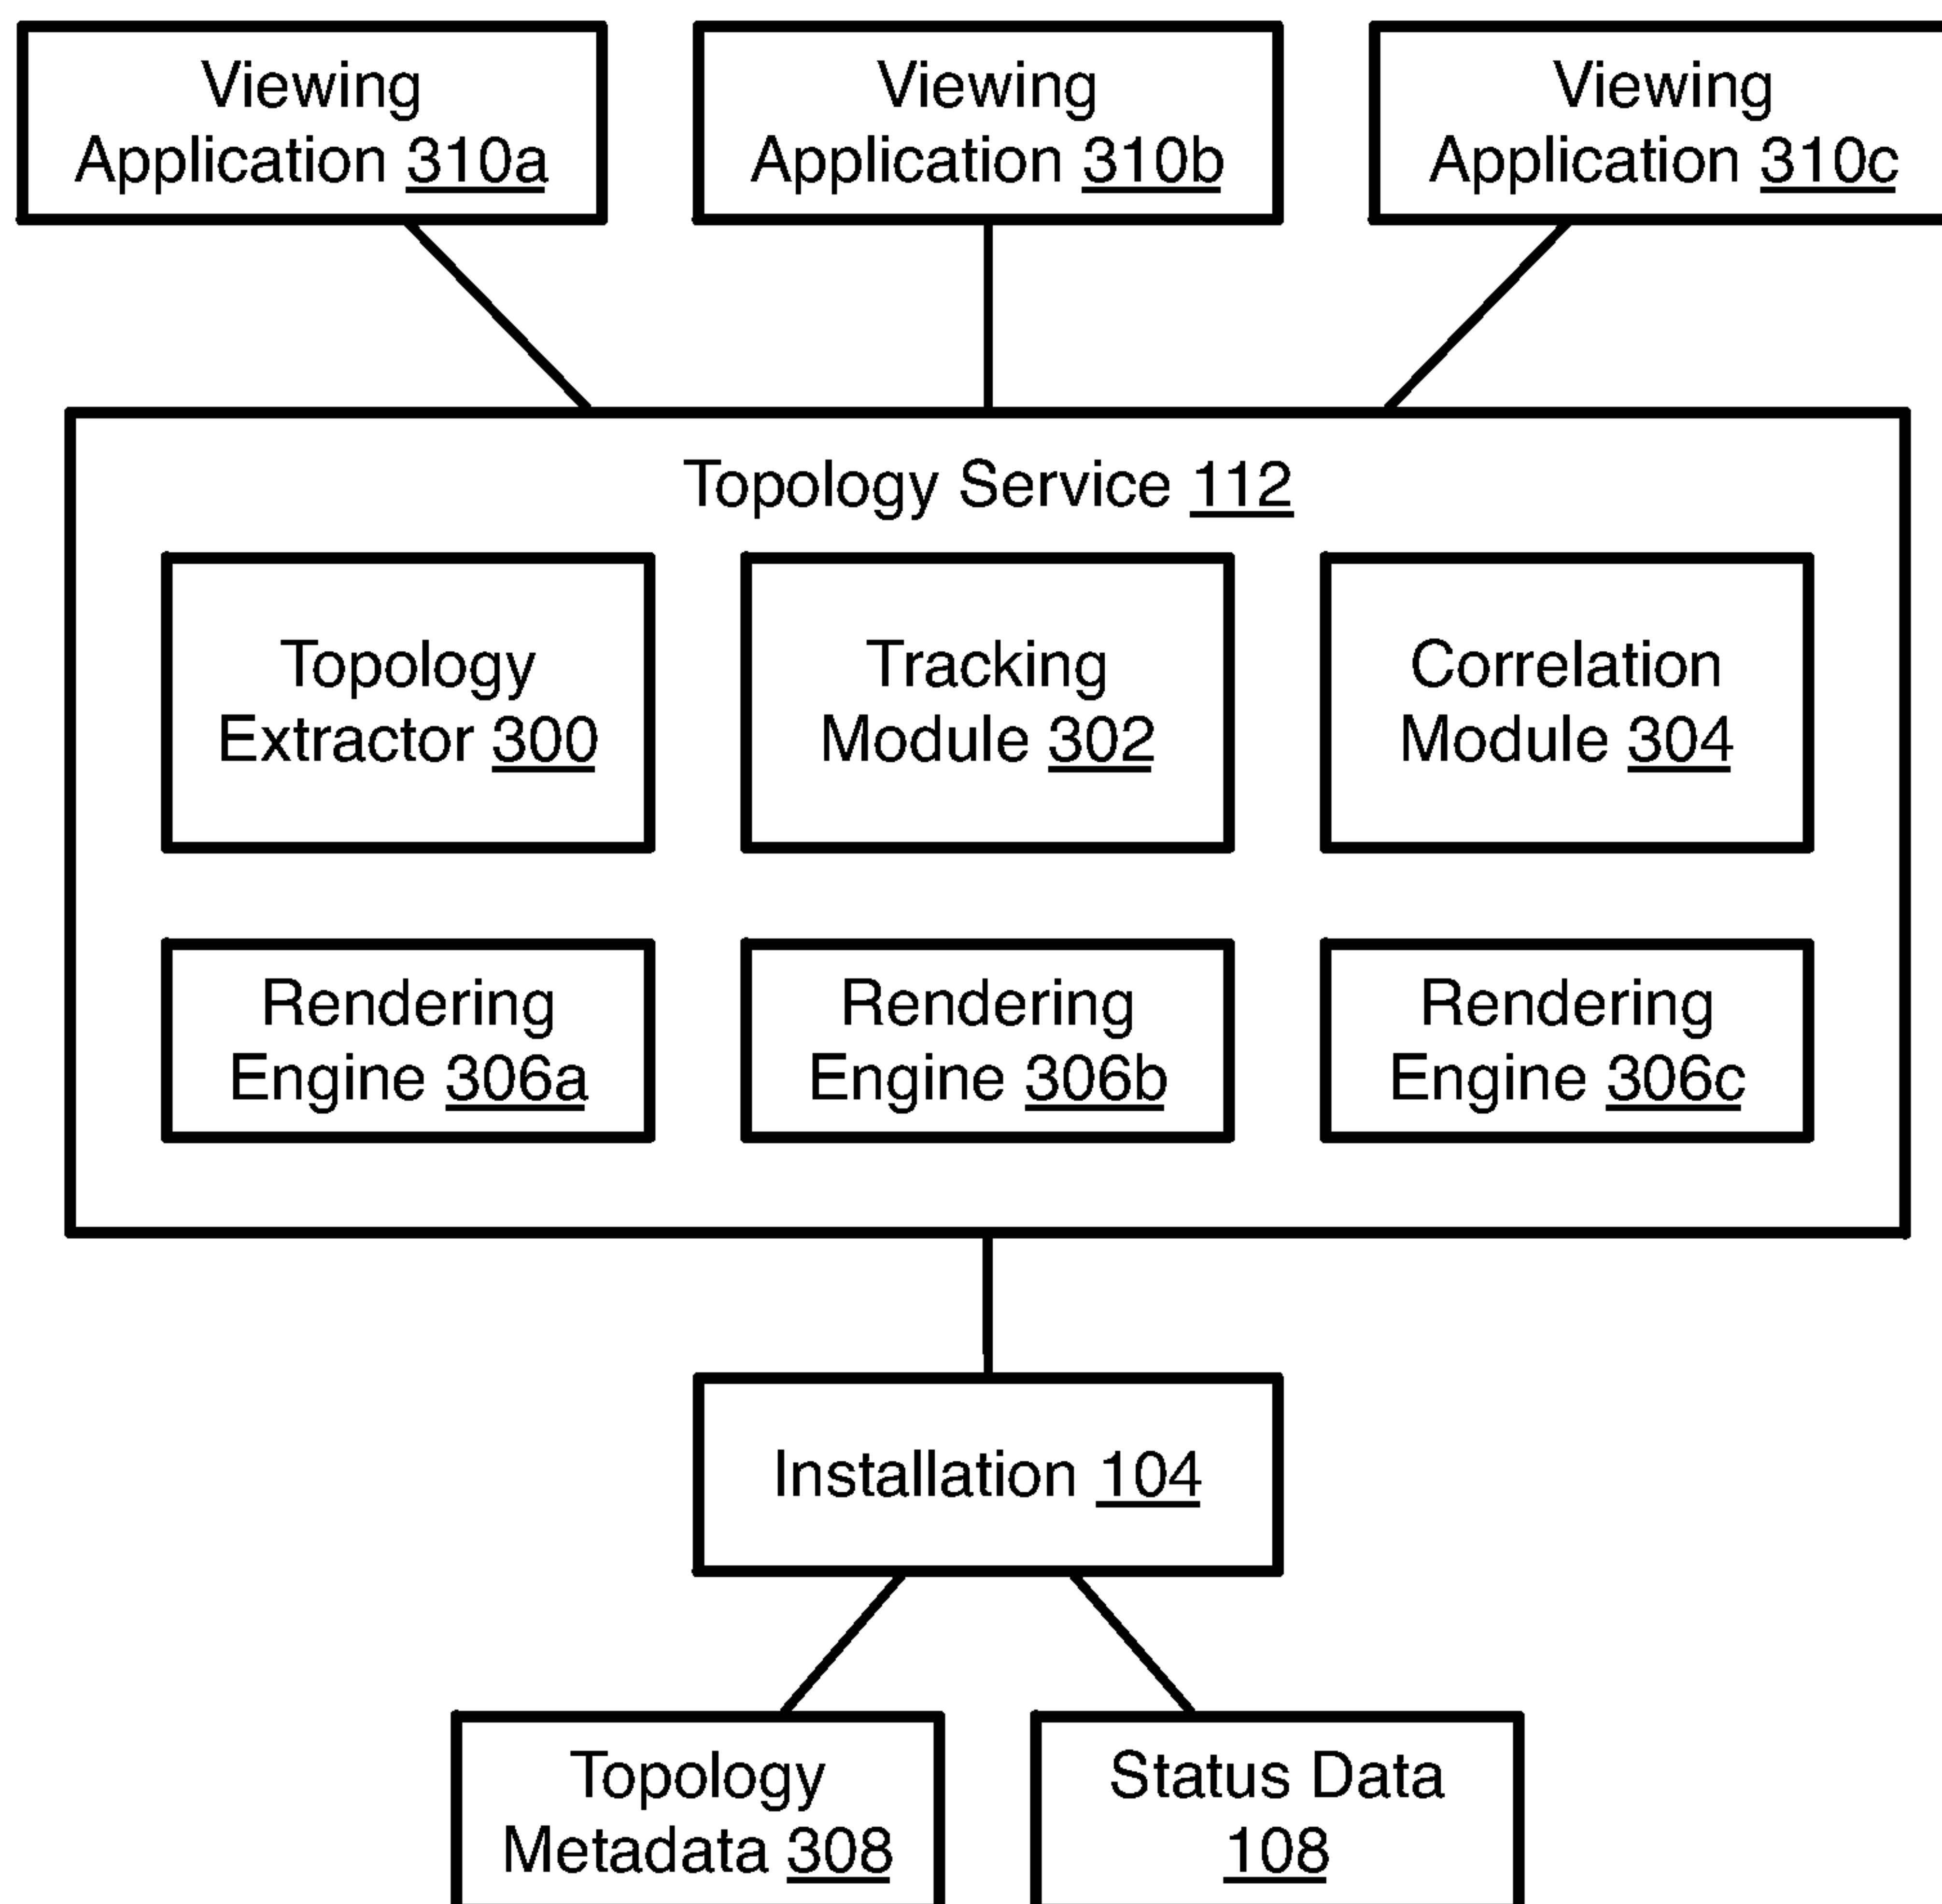 Viewing
Application 310a
Viewing
Application 310b
Viewing
Application 310c
Topology Service 112
Topology
Extractor 300
Tracking
Module 302
Correlation
Module 304
Rendering
Engine 306a
Rendering
Engine 306b
Rendering
Engine 306c
Installation 104
Topology
Metadata 308
Status Data
108